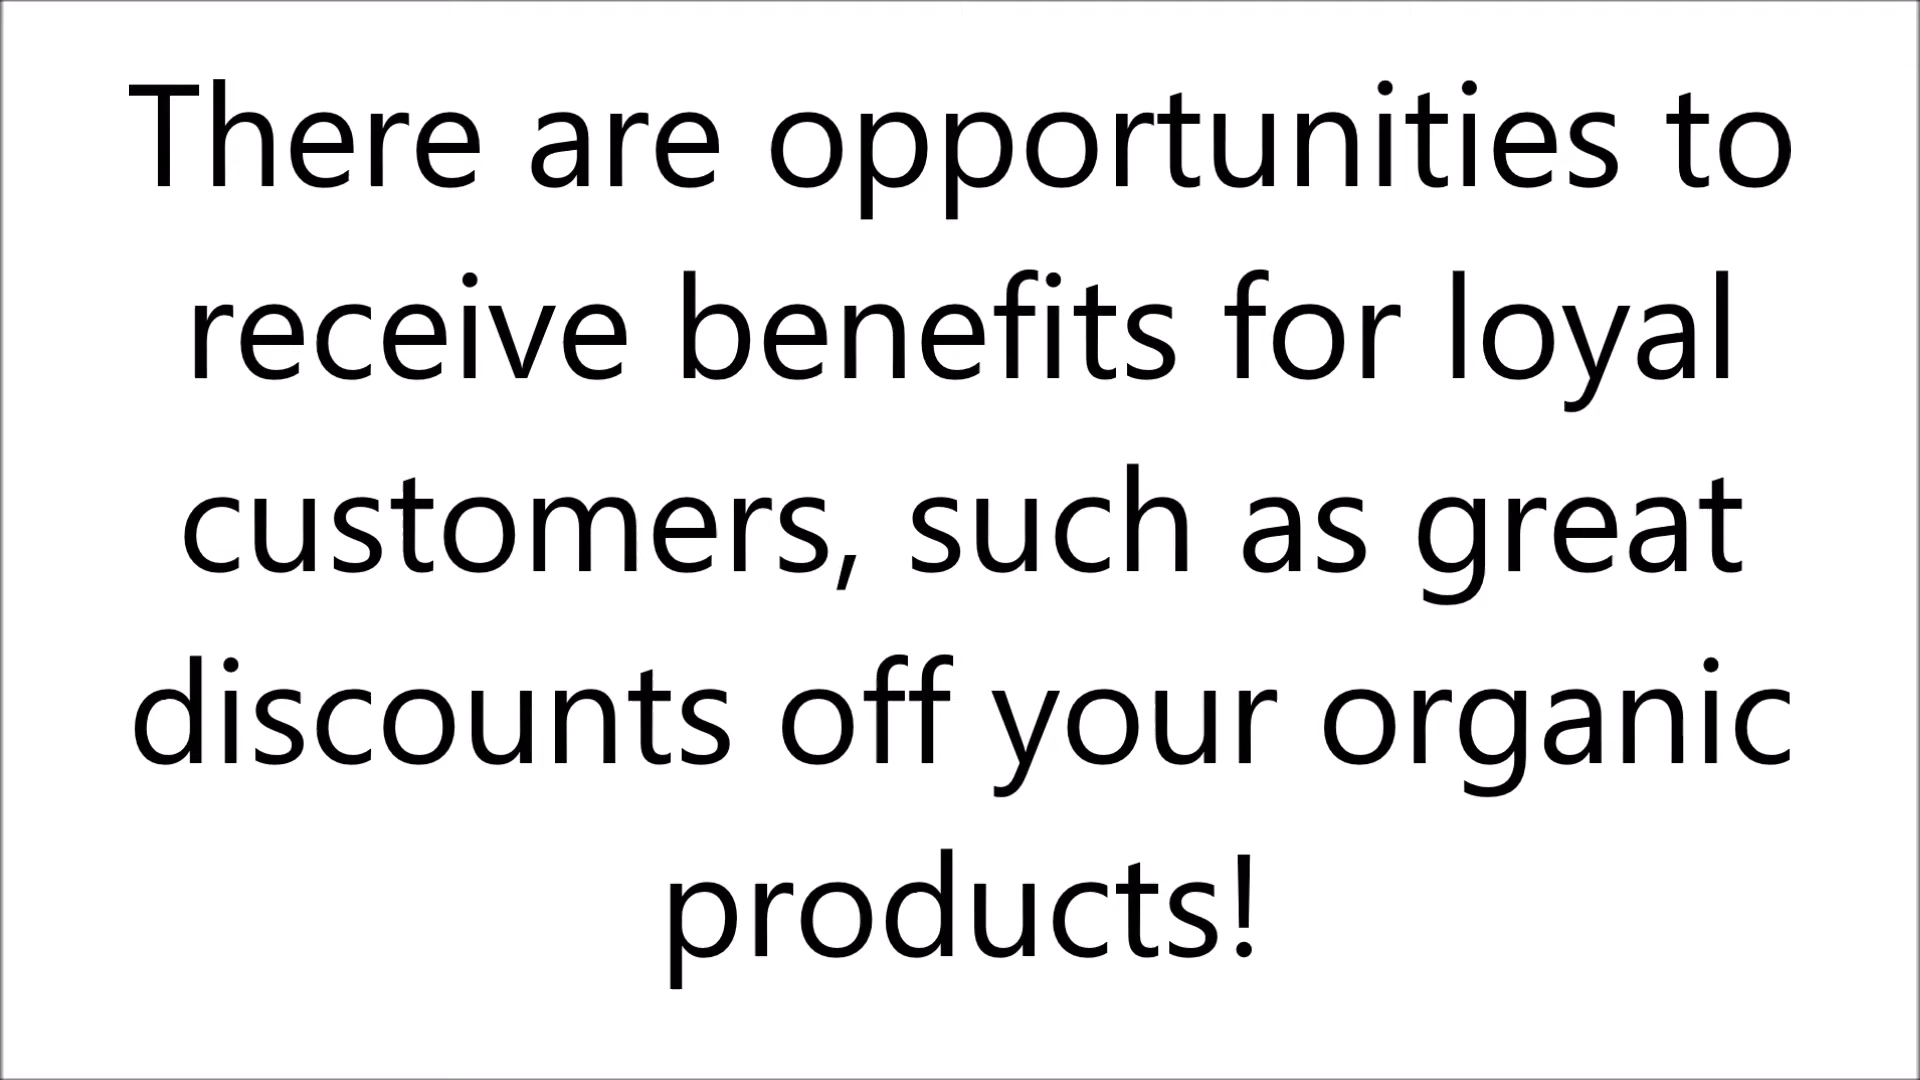 There are opportunities to
receive benefits for loyal
customers, such as great
discounts off your organic
products!